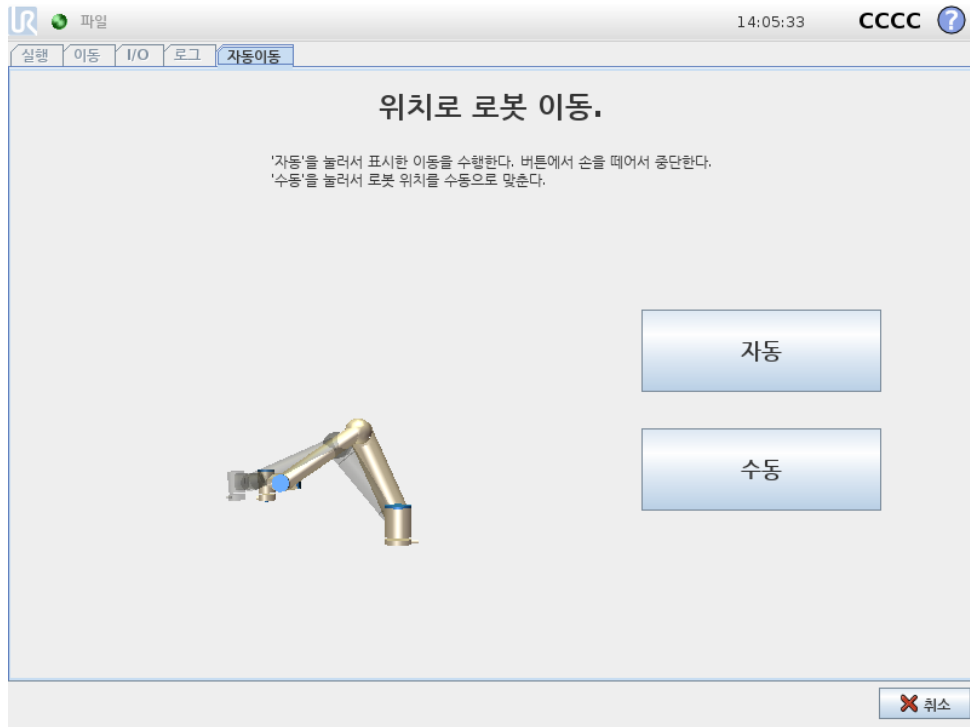 UR
파일
14:05:33
CCCC
?
실행
이동
I/O
로그
자동이동
위치로 로봇 이동.
'자동'을 눌러서 표시한 이동을 수행한다. 버튼에서 손을 떼어서 중단한다.
'수동'을 눌러서 로봇 위치를 수동으로 맞춘다.
자동
수동
취소